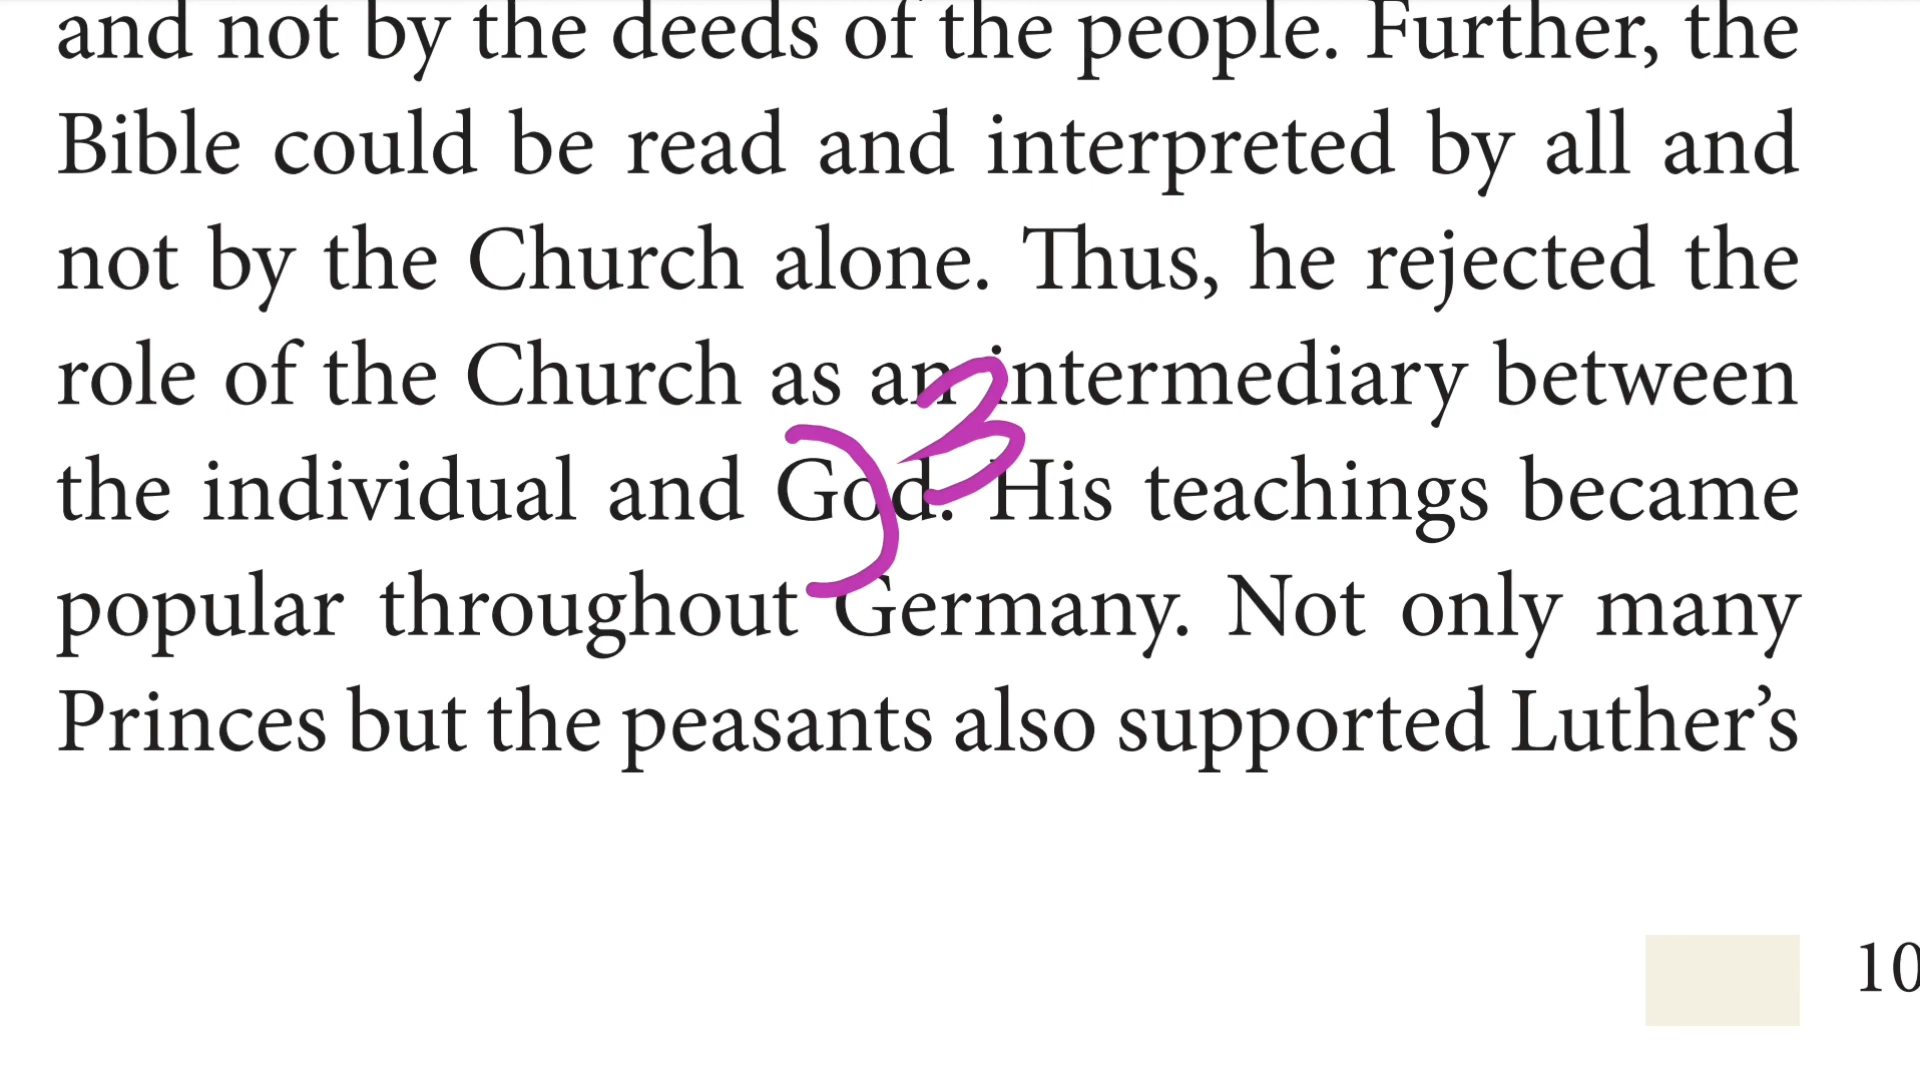 and not by the deeds of the people. Further, the
Bible could be read and interpreted by all and
not by the Church alone. Thus, he rejected the
role of the Church as an intermediary between
the individual and God. His teachings became
popular throughout Germany. Not only many
Princes but the peasants also supported Luther’s
)3
10